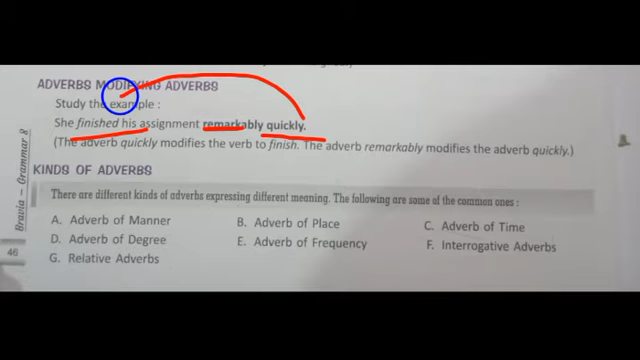 ADVERBS MODIFYING ADVERBS
Study the example :
She finished his assignment remarkably quickly.
(The adverb quickly modifies the verb to finish. The adverb remarkably modifies the adverb quickly.)
KINDS OF ADVERBS
There are different kinds of adverbs expressing different meaning. The following are some of the common ones :
A. Adverb of Manner B. Adverb of Place C. Adverb of Time
D. Adverb of Degree E. Adverb of Frequency F. Interrogative Adverbs
G. Relative Adverbs
Bravia – Grammar 8
46